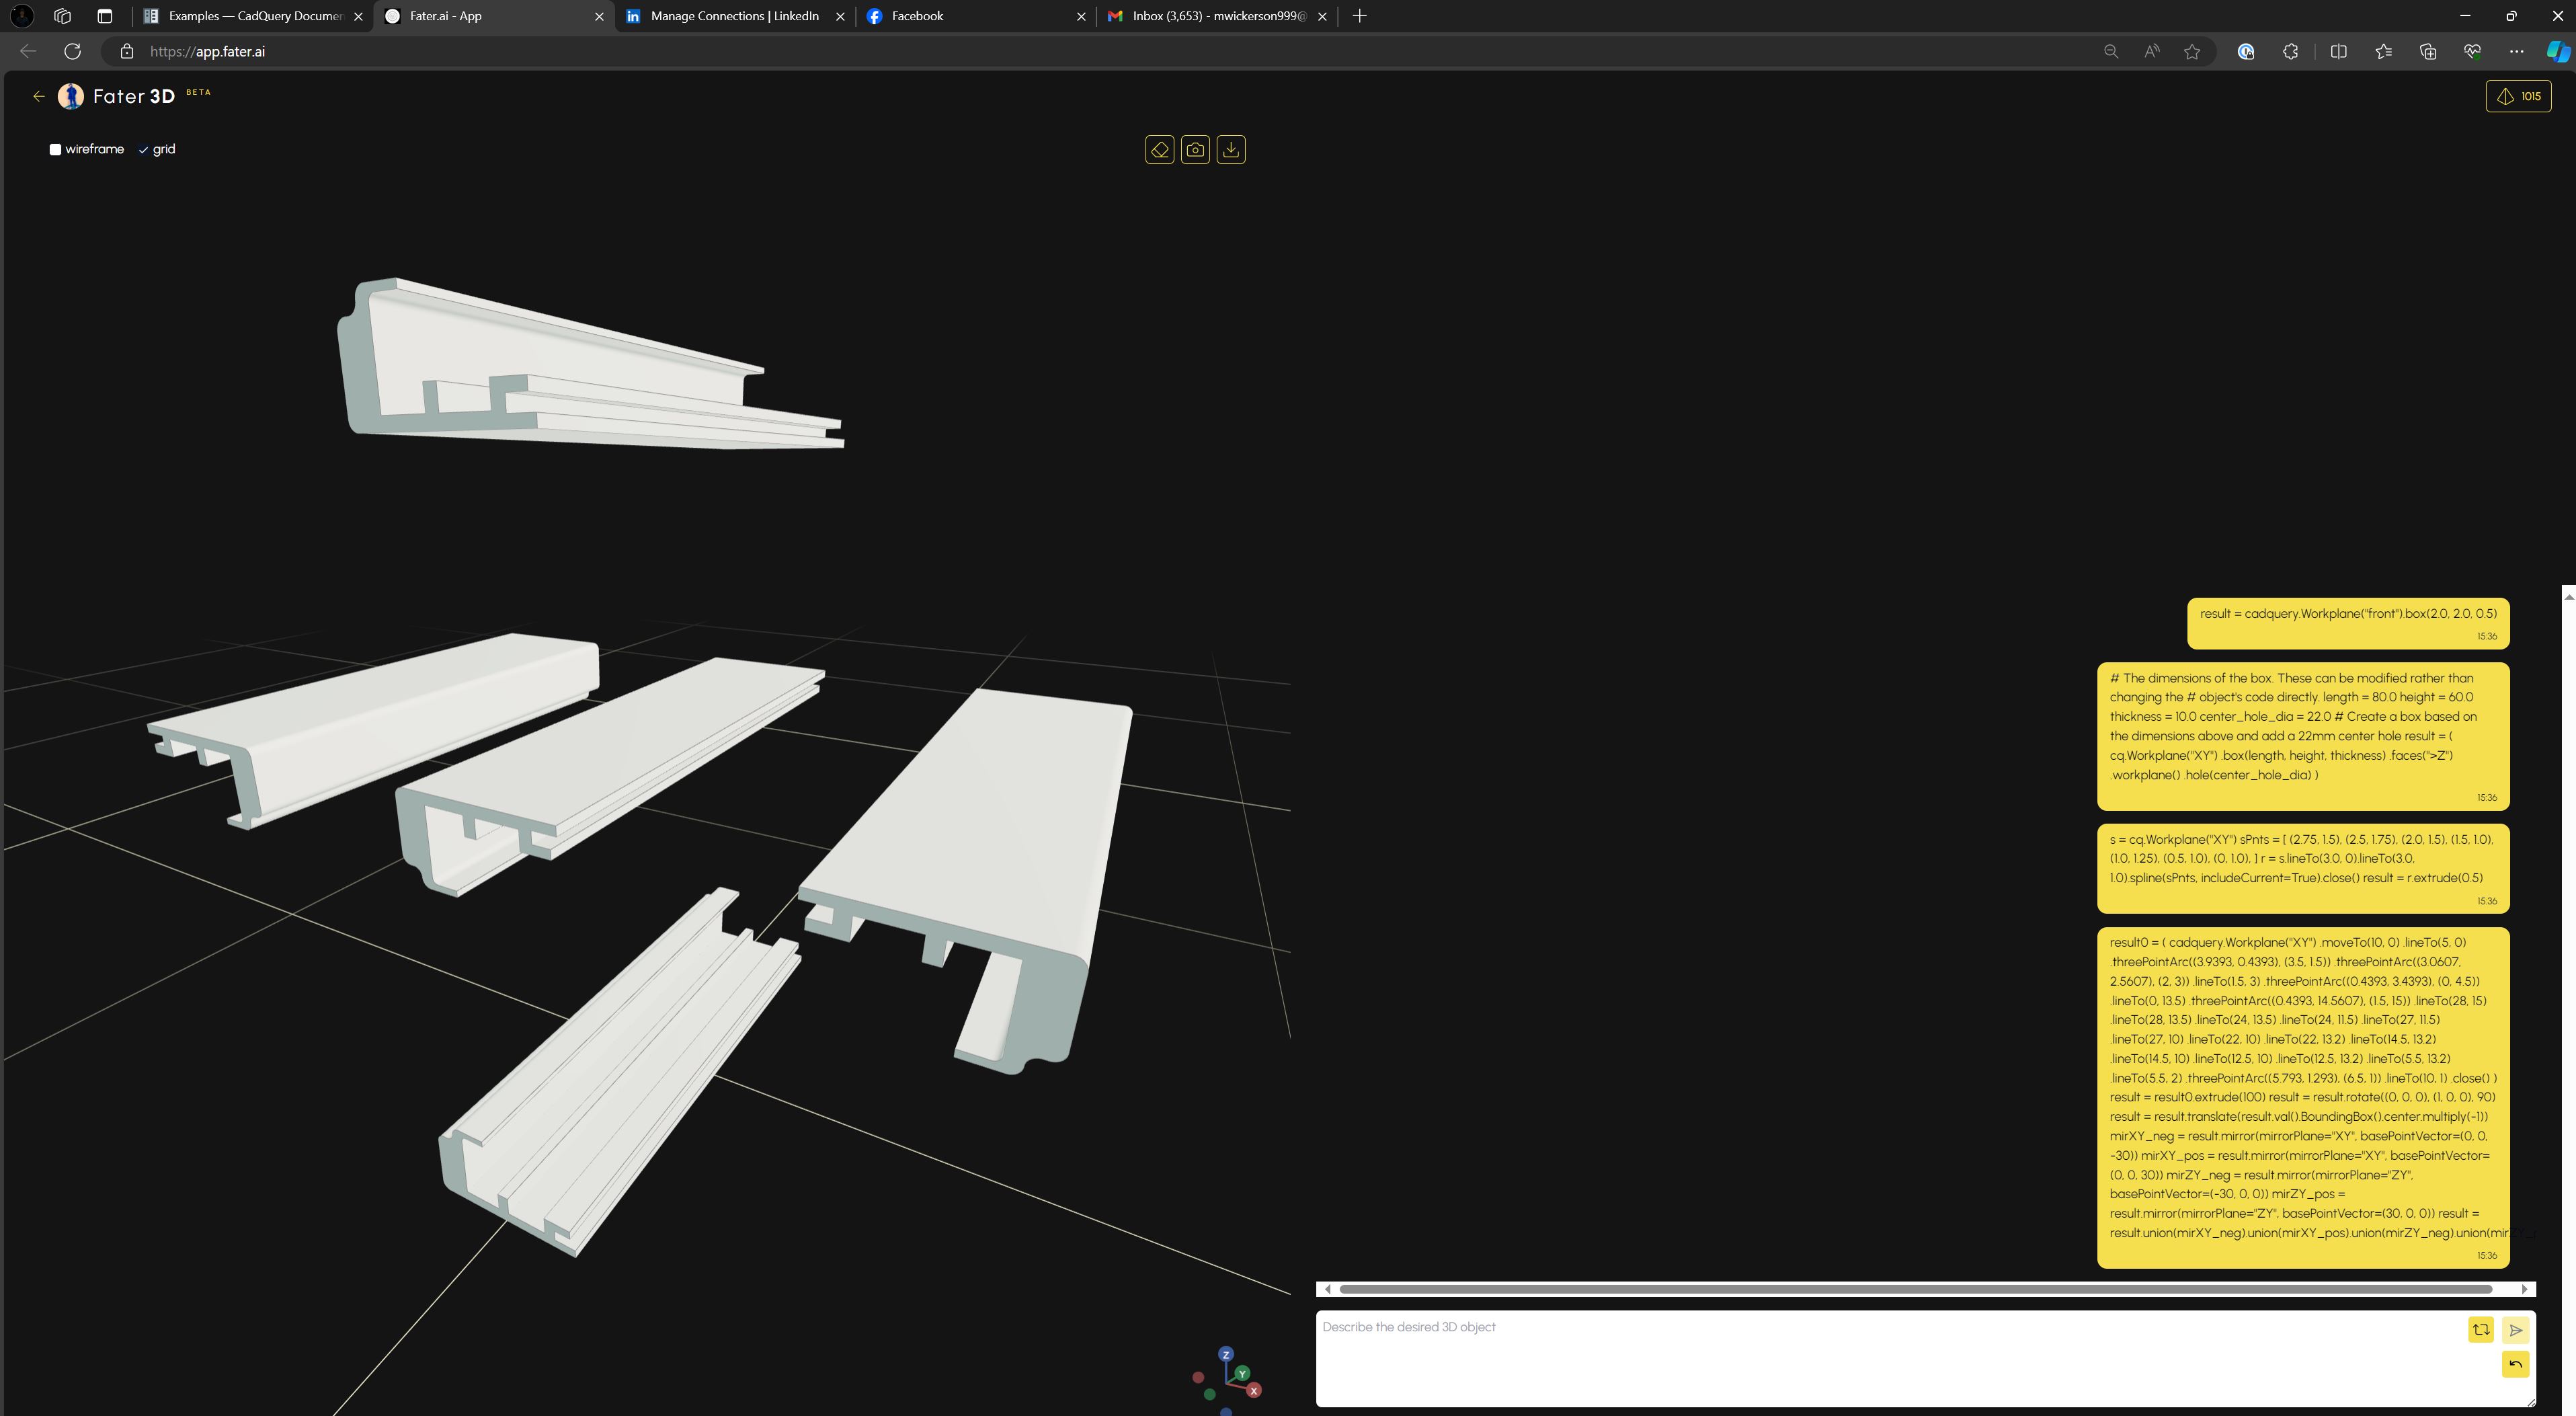 Examples — CadQuery Documen
Fater.ai - App
Manage Connections | LinkedIn
Facebook
Inbox (3,653) - mwickerson999@
https://app.fater.ai
Fater 3D BETA
1015
wireframe
grid
result = cadquery.Workplane("front").box(2.0, 2.0, 0.5)
15:36
# The dimensions of the box. These can be modified rather than
changing the # object's code directly. length = 80.0 height = 60.0
thickness = 10.0 center_hole_dia = 22.0 # Create a box based on
the dimensions above and add a 22mm center hole result = (
cq.Workplane("XY") .box(length, height, thickness) .faces(">Z")
.workplane() .hole(center_hole_dia) )
15:36
s = cq.Workplane("XY") sPnts = [ (2.75, 1.5), (2.5, 1.75), (2.0, 1.5), (1.5, 1.0),
(1.0, 1.25), (0.5, 1.0), (0, 1.0), ] r = s.lineTo(3.0, 0).lineTo(3.0,
1.0).spline(sPnts, includeCurrent=True).close() result = r.extrude(0.5)
15:36
result0 = ( cadquery.Workplane("XY") .moveTo(10, 0) .lineTo(5, 0)
.threePointArc((3.9393, 0.4393), (3.5, 1.5)) .threePointArc((3.0607,
2.5607), (2, 3)) .lineTo(1.5, 3) .threePointArc((0.4393, 3.4393), (0, 4.5))
.lineTo(0, 13.5) .threePointArc((0.4393, 14.5607), (1.5, 15)) .lineTo(28, 15)
.lineTo(28, 13.5) .lineTo(24, 13.5) .lineTo(24, 11.5) .lineTo(27, 11.5)
.lineTo(27, 10) .lineTo(22, 10) .lineTo(22, 13.2) .lineTo(14.5, 13.2)
.lineTo(14.5, 10) .lineTo(12.5, 10) .lineTo(12.5, 13.2) .lineTo(5.5, 13.2)
.lineTo(5.5, 2) .threePointArc((5.793, 1.293), (6.5, 1)) .lineTo(10, 1) .close() )
result = result0.extrude(100) result = result.rotate((0, 0, 0), (1, 0, 0), 90)
result = result.translate(result.val().BoundingBox().center.multiply(-1))
mirXY_neg = result.mirror(mirrorPlane="XY", basePointVector=(0, 0,
-30)) mirXY_pos = result.mirror(mirrorPlane="XY", basePointVector=
(0, 0, 30)) mirZY_neg = result.mirror(mirrorPlane="ZY",
basePointVector=(-30, 0, 0)) mirZY_pos =
result.mirror(mirrorPlane="ZY", basePointVector=(30, 0, 0)) result =
result.union(mirXY_neg).union(mirXY_pos).union(mirZY_neg).union(mir
15:36
Describe the desired 3D object
Z
Y
X